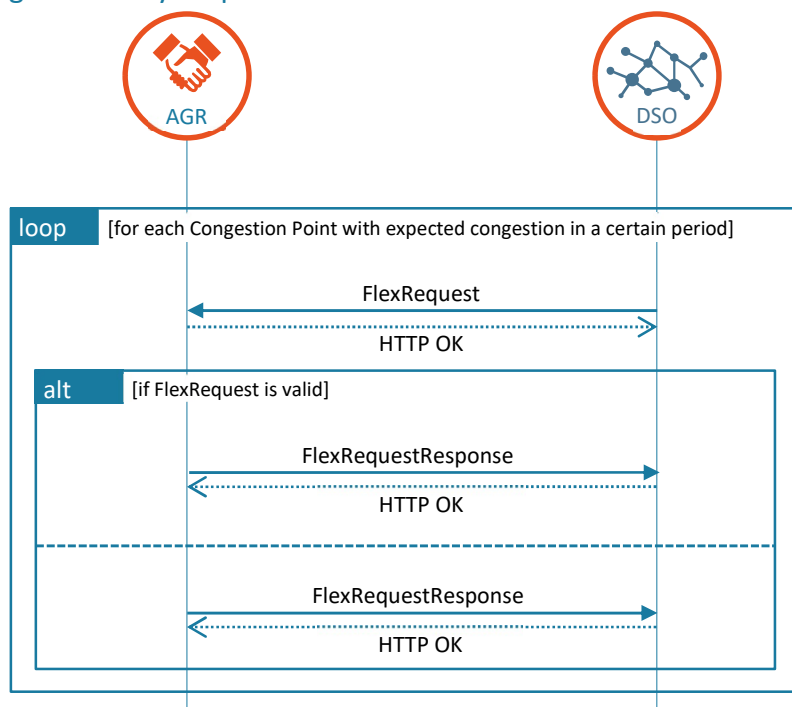 AGR
DSO
loop [for each Congestion Point with expected congestion in a certain period]
FlexRequest
HTTP OK
alt [if FlexRequest is valid]
FlexRequestResponse
HTTP OK
FlexRequestResponse
HTTP OK